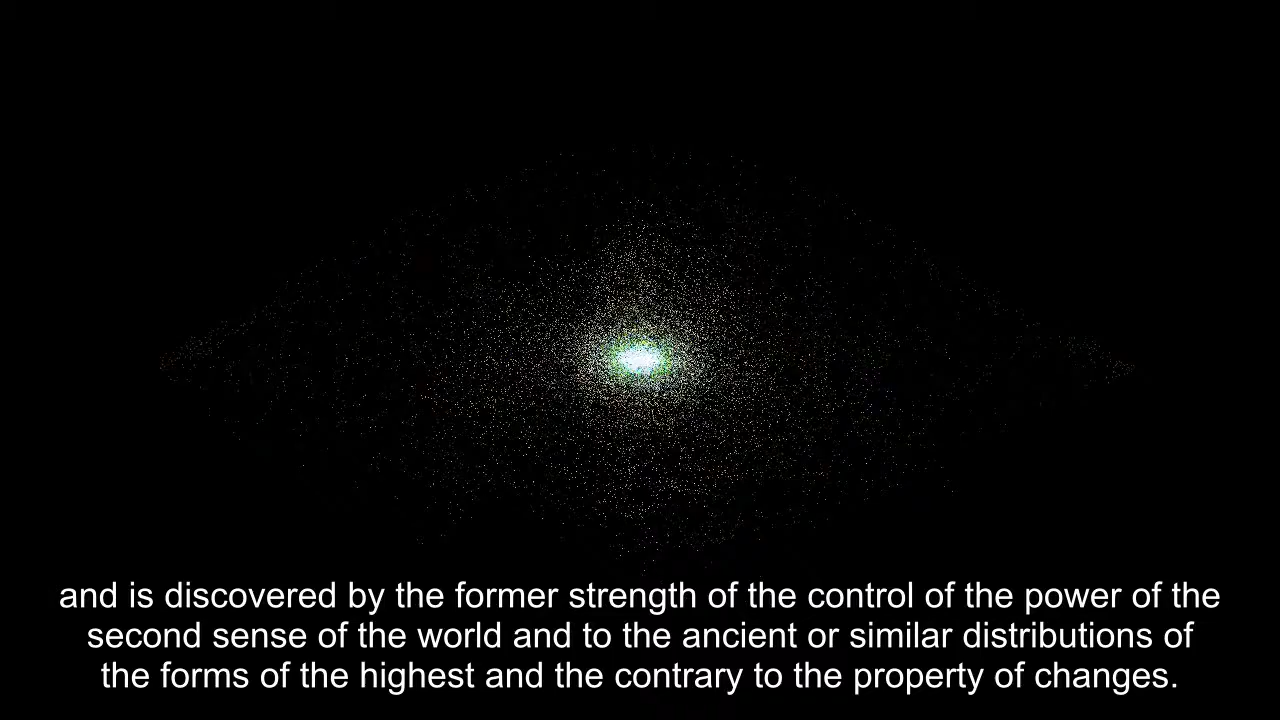 and is discovered by the former strength of the control of the power of the
second sense of the world and to the ancient or similar distributions of
the forms of the highest and the contrary to the property of changes.